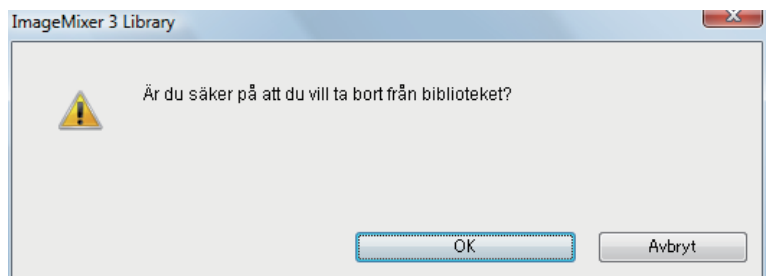 ImageMixer 3 Library
Är du säker på att du vill ta bort från biblioteket?
OK
Avbryt